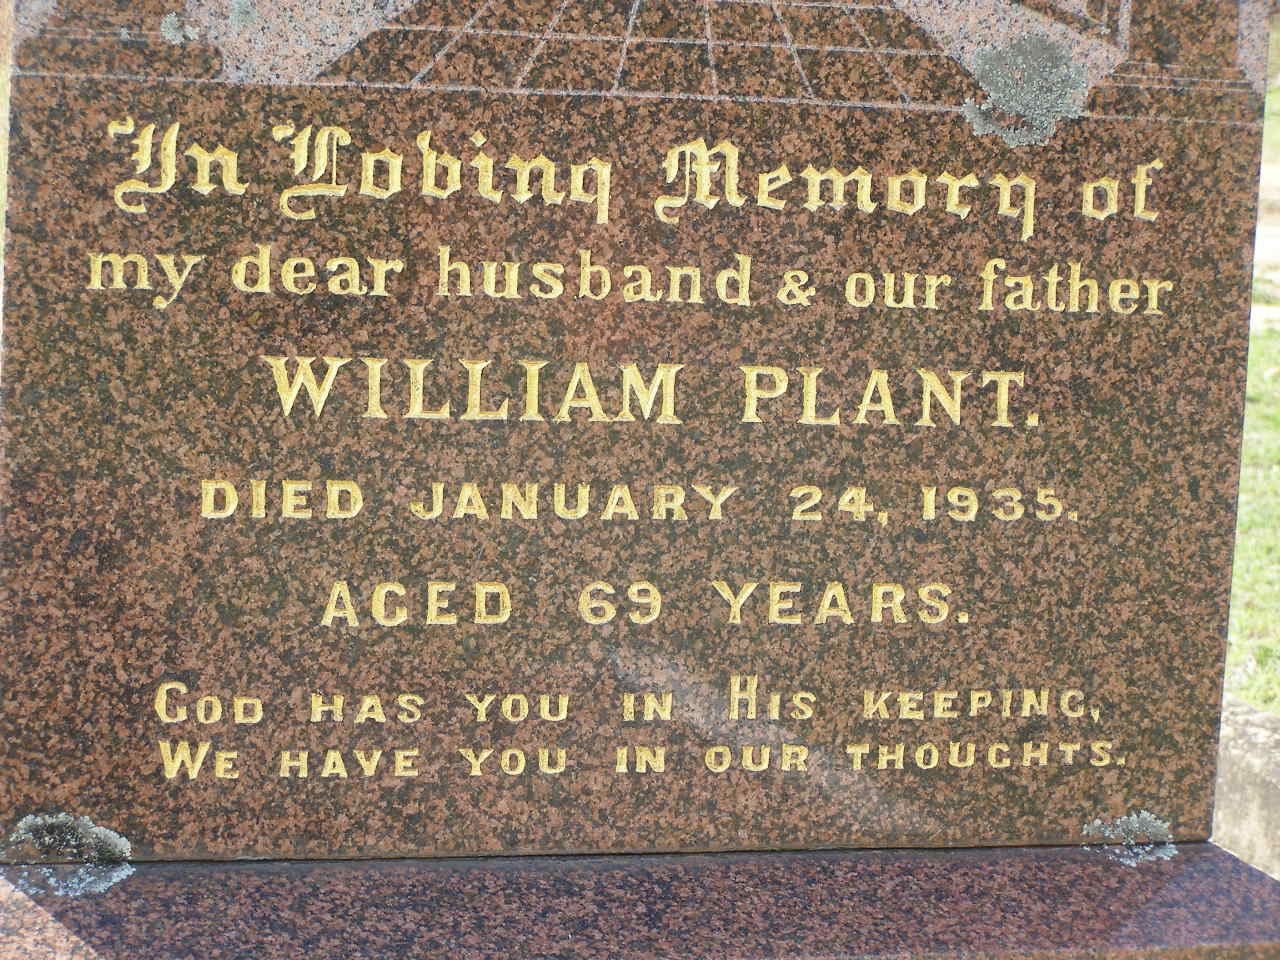 In Loving Memory of
my dear husband & our father
WILLIAM PLANT.
DIED JANUARY 24, 1935.
AGED 69 YEARS.
GOD HAS YOU IN HIS KEEPING,
WE HAVE YOU IN OUR THOUGHTS.